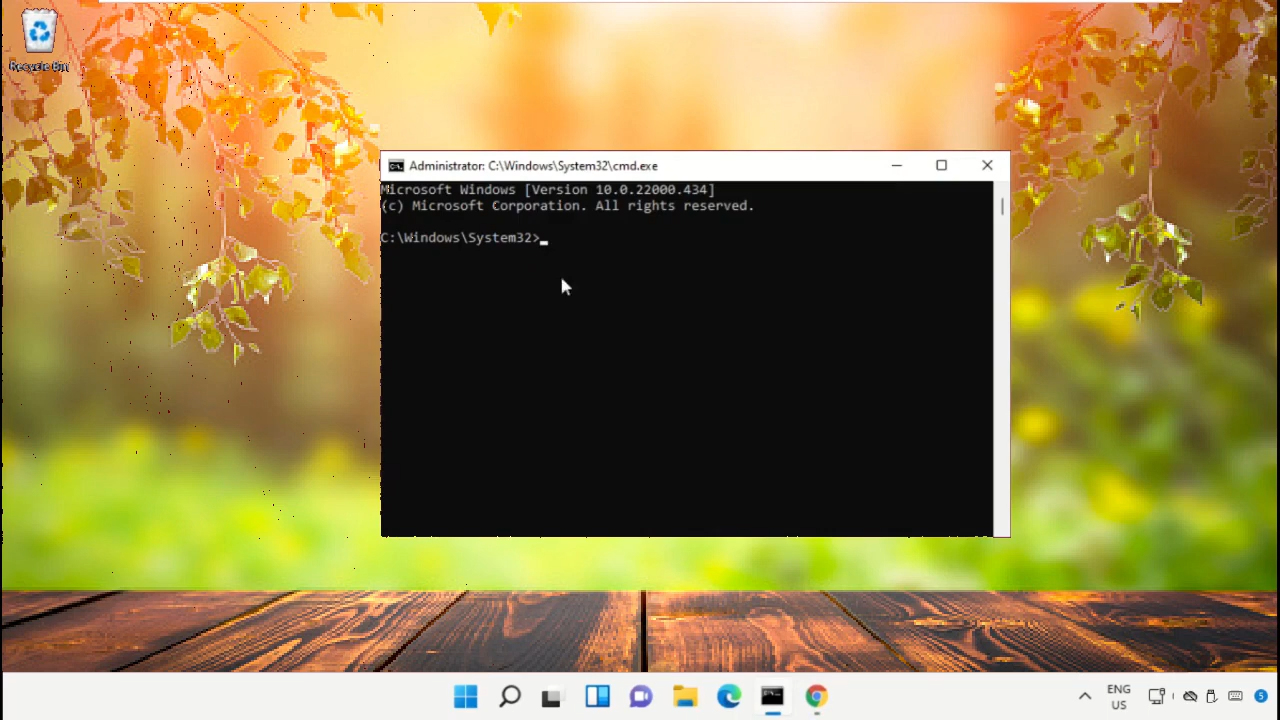 Recycle Bin
Administrator: C:\Windows\System32\cmd.exe
Microsoft Windows [Version 10.0.22000.434]
(c) Microsoft Corporation. All rights reserved.
C:\Windows\System32>
ENG
US
5